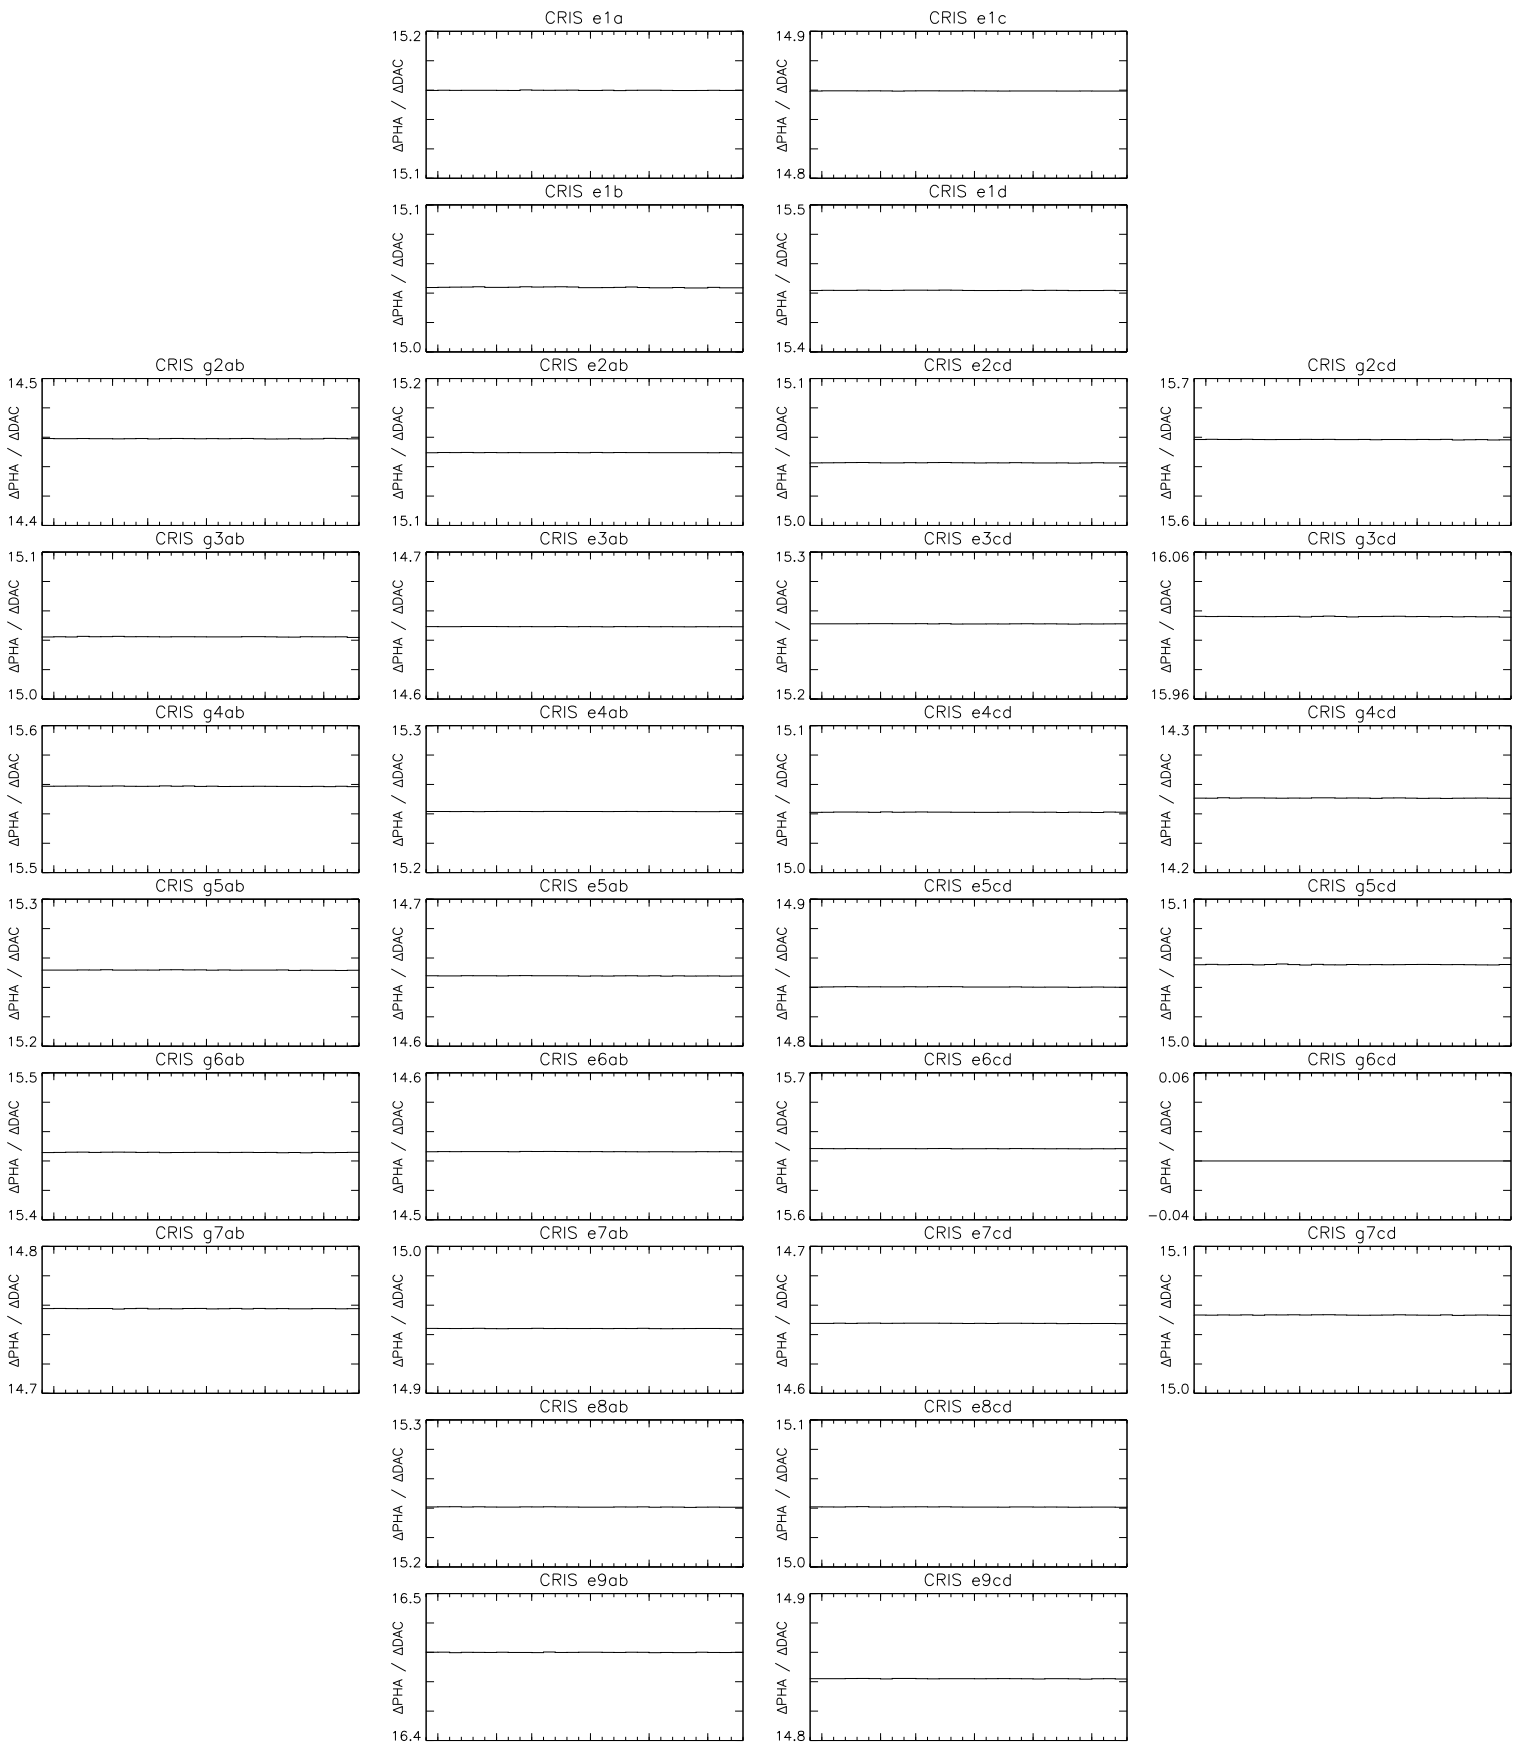 CRIS e1a
CRIS e1c
15.2
ΔPHA / ΔDAC
15.1
14.9
ΔPHA / ΔDAC
14.8
CRIS e1b
CRIS e1d
15.1
ΔPHA / ΔDAC
15.0
15.5
ΔPHA / ΔDAC
15.4
CRIS g2ab
CRIS e2ab
CRIS e2cd
CRIS g2cd
14.5
ΔPHA / ΔDAC
14.4
15.2
ΔPHA / ΔDAC
15.1
15.1
ΔPHA / ΔDAC
15.0
15.7
ΔPHA / ΔDAC
15.6
CRIS g3ab
CRIS e3ab
CRIS e3cd
CRIS g3cd
15.1
ΔPHA / ΔDAC
15.0
14.7
ΔPHA / ΔDAC
14.6
15.3
ΔPHA / ΔDAC
15.2
16.06
ΔPHA / ΔDAC
15.96
CRIS g4ab
CRIS e4ab
CRIS e4cd
CRIS g4cd
15.6
ΔPHA / ΔDAC
15.5
15.3
ΔPHA / ΔDAC
15.2
15.1
ΔPHA / ΔDAC
15.0
14.3
ΔPHA / ΔDAC
14.2
CRIS g5ab
CRIS e5ab
CRIS e5cd
CRIS g5cd
15.3
ΔPHA / ΔDAC
15.2
14.7
ΔPHA / ΔDAC
14.6
14.9
ΔPHA / ΔDAC
14.8
15.1
ΔPHA / ΔDAC
15.0
CRIS g6ab
CRIS e6ab
CRIS e6cd
CRIS g6cd
15.5
ΔPHA / ΔDAC
15.4
14.6
ΔPHA / ΔDAC
14.5
15.7
ΔPHA / ΔDAC
15.6
0.06
ΔPHA / ΔDAC
−0.04
CRIS g7ab
CRIS e7ab
CRIS e7cd
CRIS g7cd
14.8
ΔPHA / ΔDAC
14.7
15.0
ΔPHA / ΔDAC
14.9
14.7
ΔPHA / ΔDAC
14.6
15.1
ΔPHA / ΔDAC
15.0
CRIS e8ab
CRIS e8cd
15.3
ΔPHA / ΔDAC
15.2
15.1
ΔPHA / ΔDAC
15.0
CRIS e9ab
CRIS e9cd
16.5
ΔPHA / ΔDAC
16.4
14.9
ΔPHA / ΔDAC
14.8